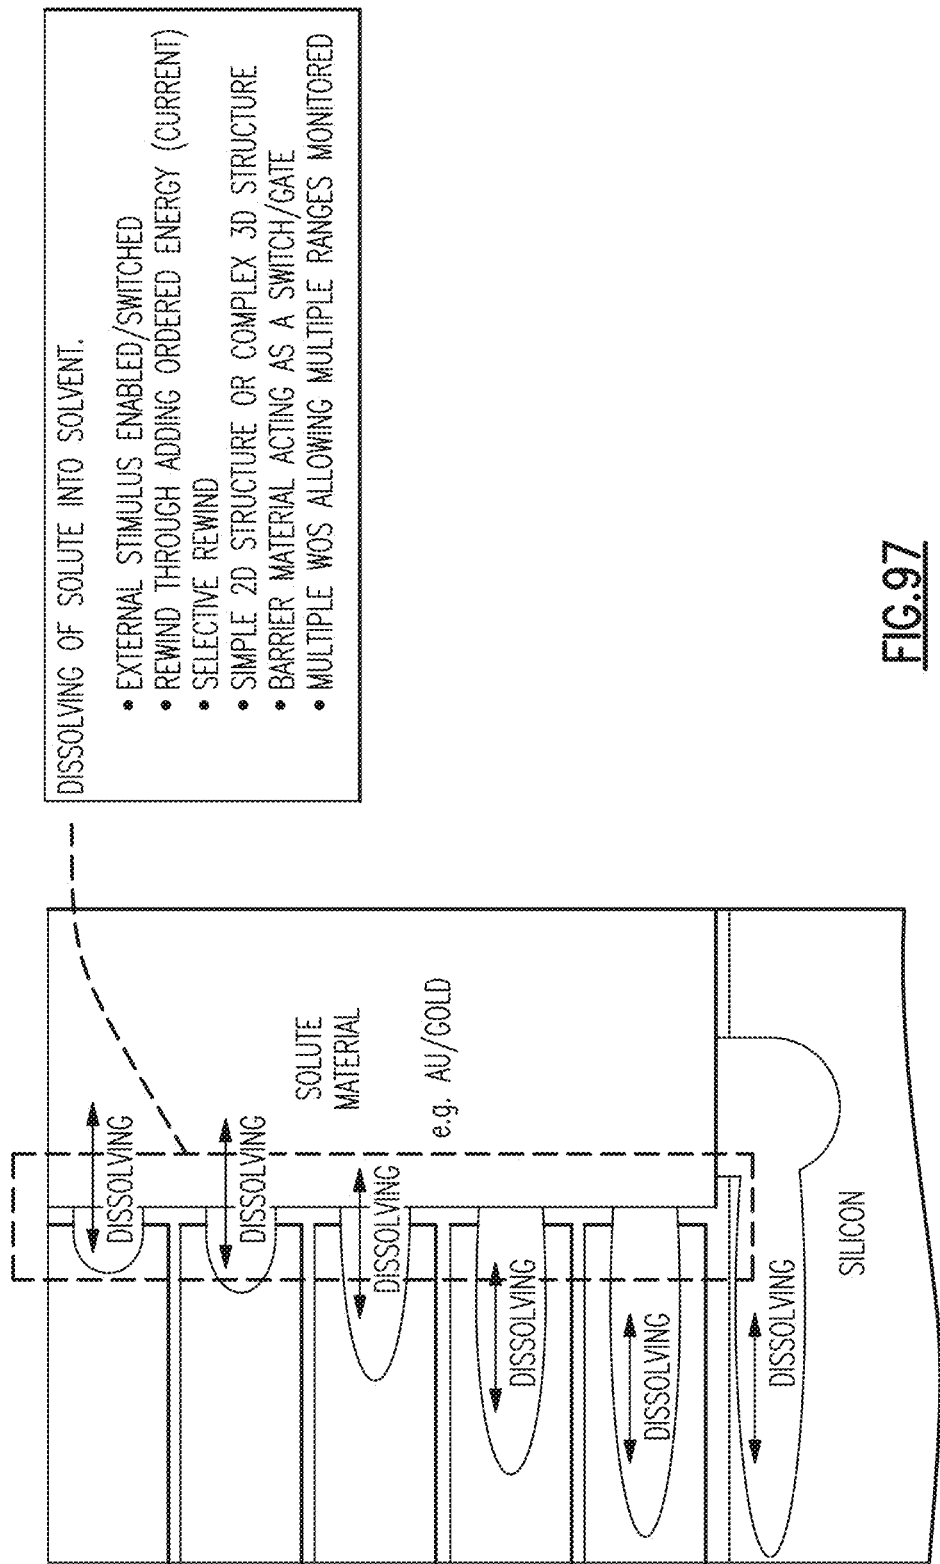 DISSOLVING OF SOLUTE INTO SOLVENT.
• EXTERNAL STIMULUS ENABLED/SWITCHED
• REWIND THROUGH ADDING ORDERED ENERGY (CURRENT)
• SELECTIVE REWIND
• SIMPLE 2D STRUCTURE OR COMPLEX 3D STRUCTURE
• BARRIER MATERIAL ACTING AS A SWITCH/GATE
• MULTIPLE WOS ALLOWING MULTIPLE RANGES MONITORED
DISSOLVING
DISSOLVING
SOLUTE
MATERIAL
DISSOLVING
e.g. AU/GOLD
DISSOLVING
DISSOLVING
DISSOLVING
SILICON
FIG.97